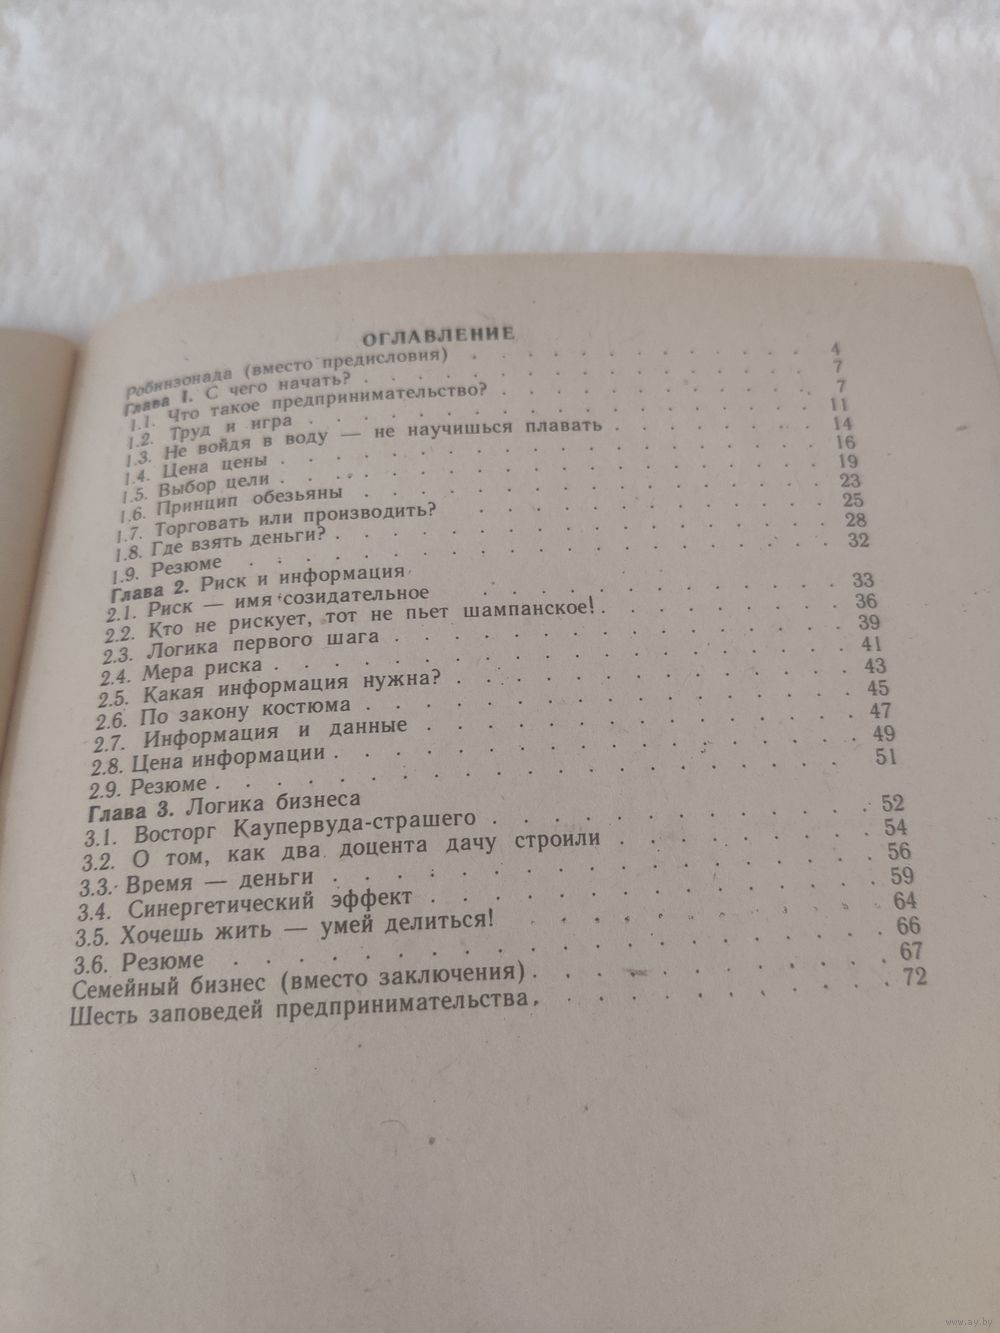 ОГЛАВЛЕНИЕ
Робинзонада (вместо предисловия) . . . . . . . . . . 4
Глава 1. С чего начать? . . . . . . . . . . 7
1.1. Что такое предпринимательство? . . . . . . . . . . 7
1.2. Труд и игра . . . . . . . . . . 11
1.3. Не войдя в воду — не научишься плавать . . . . . . . 14
1.4. Цена цены . . . . . . . . . . 16
1.5. Выбор цели . . . . . . . . . . 19
1.6. Принцип обезьяны . . . . . . . . . . 23
1.7. Торговать или производить? . . . . . . . . . . 25
1.8. Где взять деньги? . . . . . . . . . . 28
1.9. Резюме . . . . . . . . . . 32
Глава 2. Риск и информация
2.1. Риск — имя созидательное . . . . . . . . . . 33
2.2. Кто не рискует, тот не пьет шампанское! . . . . . . . 36
2.3. Логика первого шага . . . . . . . . . . 39
2.4. Мера риска . . . . . . . . . . 41
2.5. Какая информация нужна? . . . . . . . . . . 43
2.6. По закону костюма . . . . . . . . . . 45
2.7. Информация и данные . . . . . . . . . . 47
2.8. Цена информации . . . . . . . . . . 49
2.9. Резюме . . . . . . . . . . 51
Глава 3. Логика бизнеса
3.1. Восторг Каупервуда-страшего . . . . . . . . . . 52
3.2. О том, как два доцента дачу строили . . . . . . . 54
3.3. Время — деньги . . . . . . . . . . 56
3.4. Синергетический эффект . . . . . . . . . . 59
3.5. Хочешь жить — умей делиться! . . . . . . . . . . 64
3.6. Резюме . . . . . . . . . . 66
Семейный бизнес (вместо заключения) . . . . . . . . . . 67
Шесть заповедей предпринимательства . . . . . . . . . . 72
www.ay.by